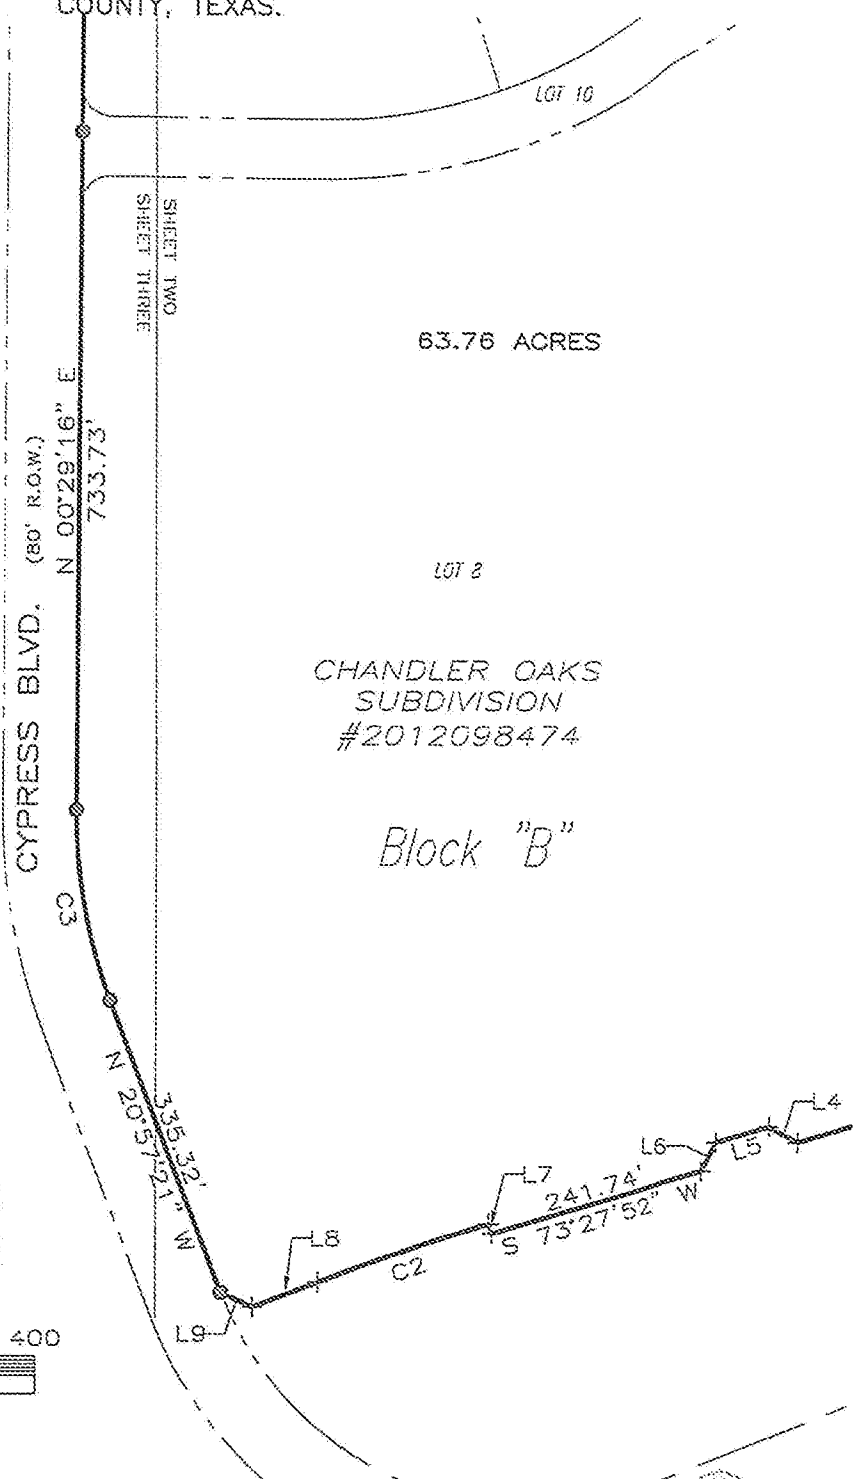 COUNTY, TEXAS.
LOT 10
SHEET TWO
SHEET THREE
63.76 ACRES
N 00°29'16" E
733.73'
CYPRESS BLVD. (80' R.O.W.)
LOT 8
CHANDLER OAKS
SUBDIVISION
#2012098474
Block "B"
C3
N 20°57'21" W
335.32'
L4
L5
L6
L7
241.74'
S 73°27'52" W
L8
C2
L9
400